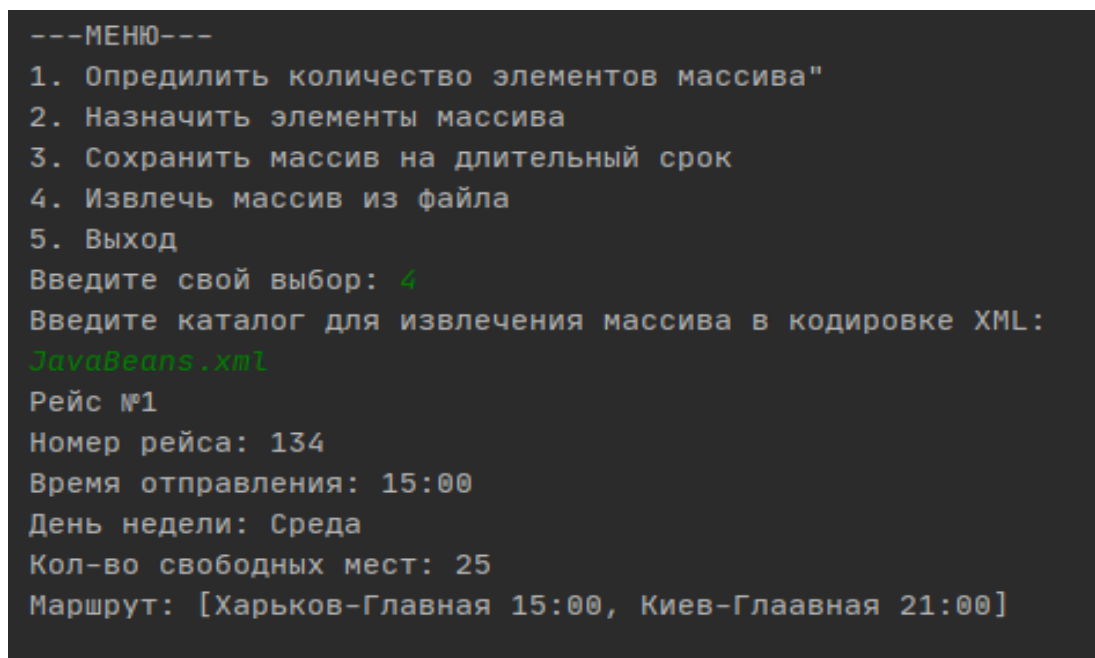 ---МЕНЮ---
1. Опредилить количество элементов массива"
2. Назначить элементы массива
3. Сохранить массив на длительный срок
4. Извлечь массив из файла
5. Выход
Введите свой выбор: 4
Введите каталог для извлечения массива в кодировке XML:
JavaBeans.xml
Рейс №1
Номер рейса: 134
Время отправления: 15:00
День недели: Среда
Кол-во свободных мест: 25
Маршрут: [Харьков-Главная 15:00, Киев-Глаавная 21:00]